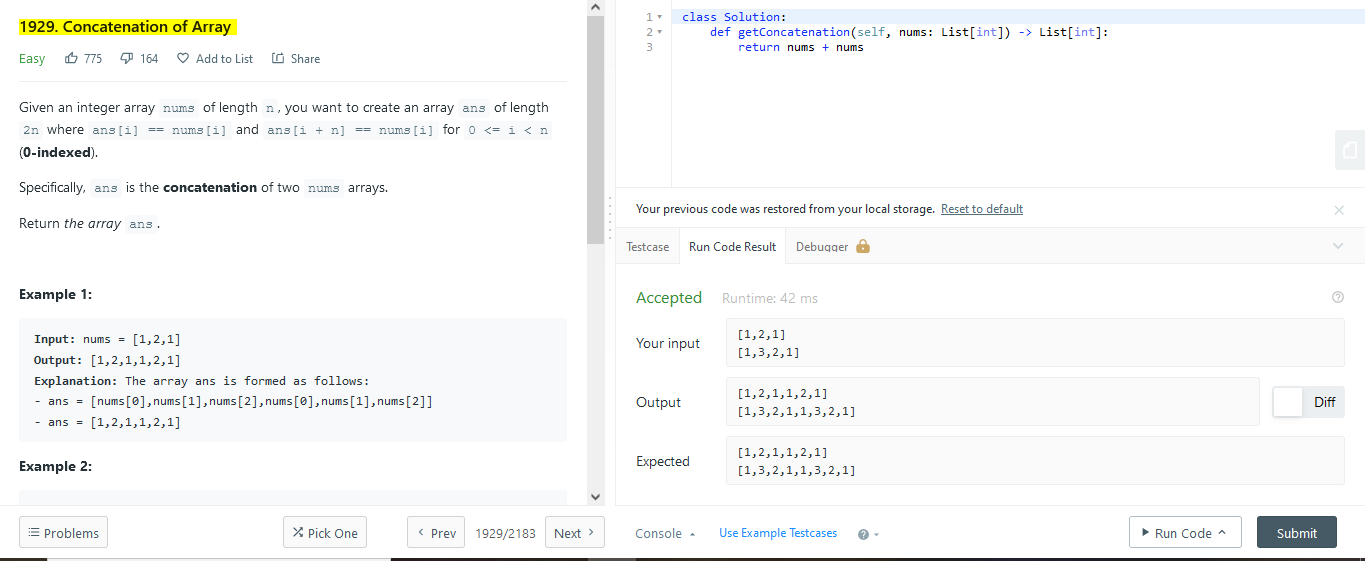 1929. Concatenation of Array
Easy 775 164 Add to List Share
Given an integer array nums of length n, you want to create an array ans of length
2n where ans[i] == nums[i] and ans[i + n] == nums[i] for 0 <= i < n
(0-indexed).
Specifically, ans is the concatenation of two nums arrays.
Return the array ans.
Example 1:
Input: nums = [1,2,1]
Output: [1,2,1,1,2,1]
Explanation: The array ans is formed as follows:
- ans = [nums[0],nums[1],nums[2],nums[0],nums[1],nums[2]]
- ans = [1,2,1,1,2,1]
Example 2:
Problems Pick One < Prev 1929/2183 Next >
1 class Solution:
2 def getConcatenation(self, nums: List[int]) -> List[int]:
3 return nums + nums
Your previous code was restored from your local storage. Reset to default
Testcase Run Code Result Debugger
Accepted Runtime: 42 ms
Your input
[1,2,1]
[1,3,2,1]
Output
[1,2,1,1,2,1]
[1,3,2,1,1,3,2,1]
Diff
Expected
[1,2,1,1,2,1]
[1,3,2,1,1,3,2,1]
Console Use Example Testcases ? Run Code Submit